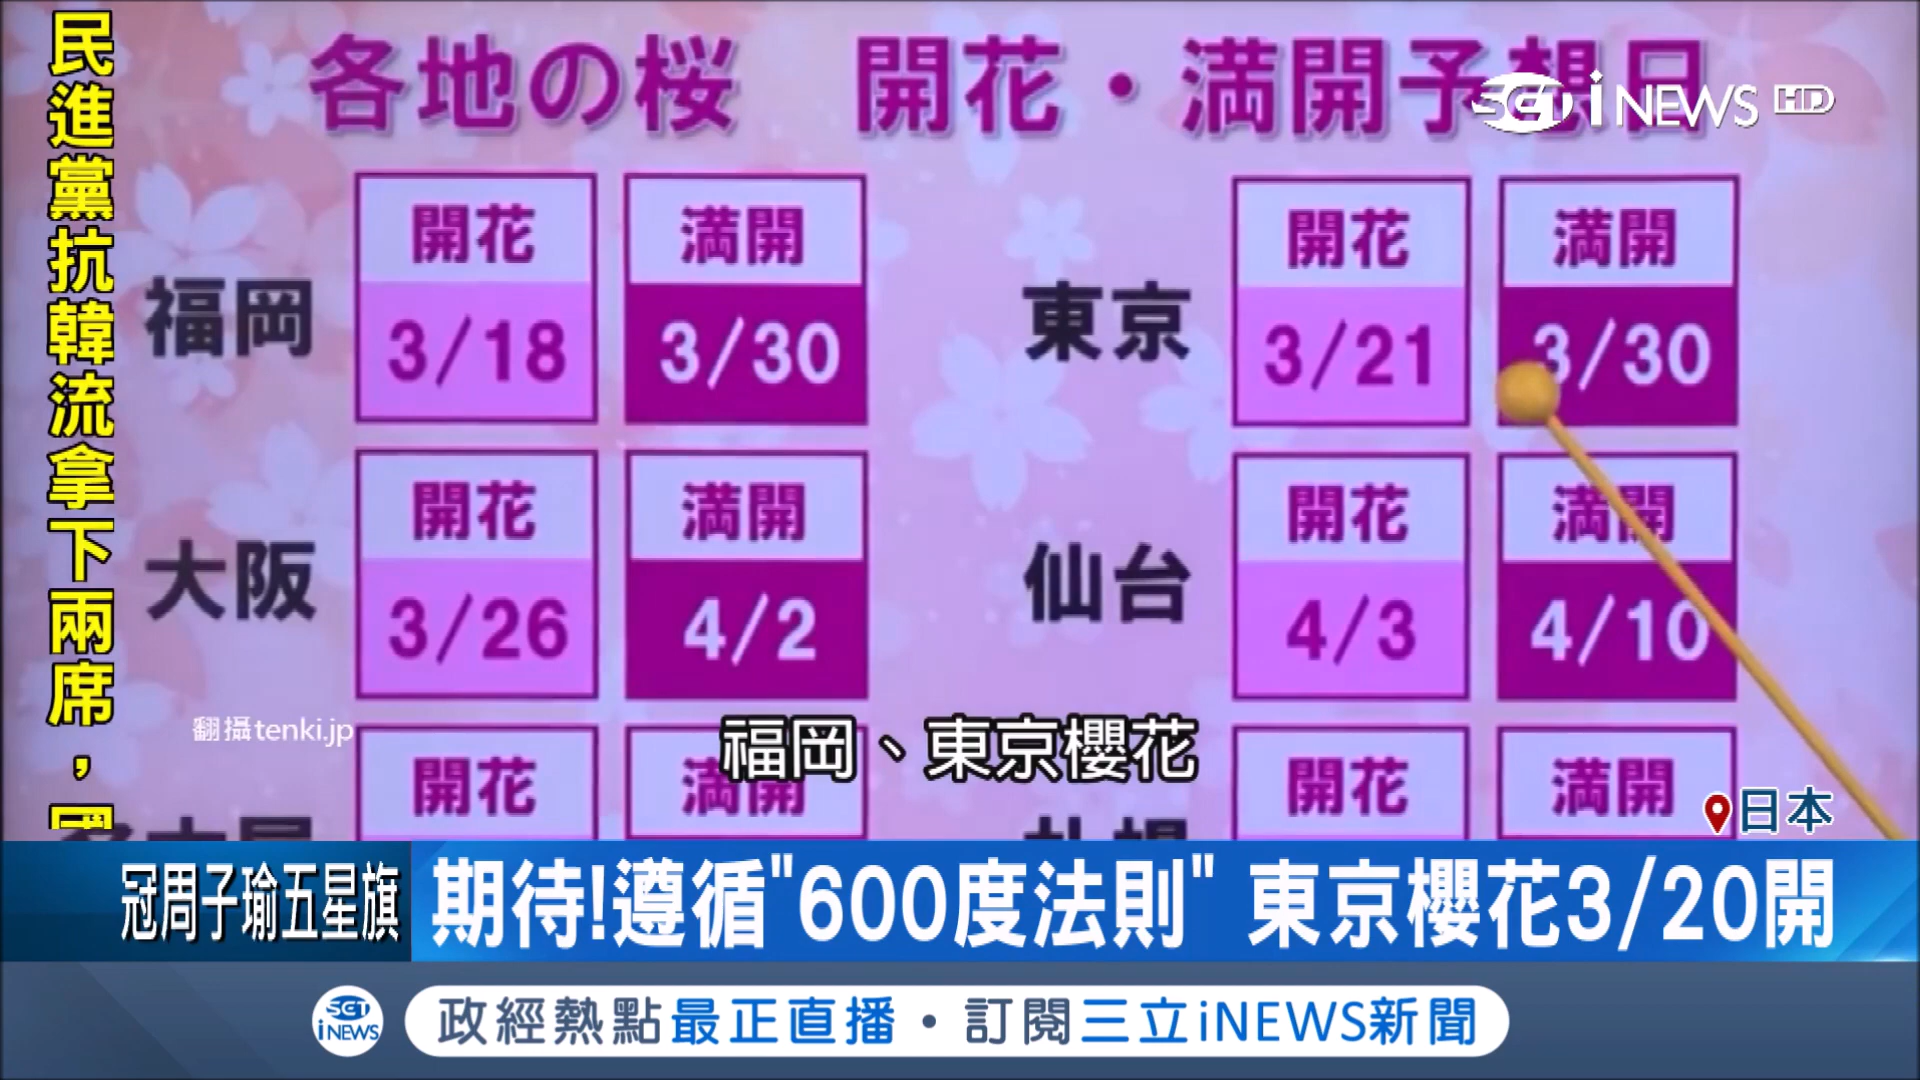 各地の桜 開花・満開予想日
SET iNEWS HD
民進黨抗韓流拿下兩席，
福岡 開花 3/18 満開 3/30
東京 開花 3/21 満開 3/30
大阪 開花 3/26 満開 4/2
仙台 開花 4/3 満開 4/10
開花 満開
開花 満開
翻攝tenki.jp
福岡、東京櫻花
日本
冠周子瑜五星旗
期待!遵循"600度法則" 東京櫻花3/20開
SET iNEWS
政經熱點最正直播・訂閱三立iNEWS新聞